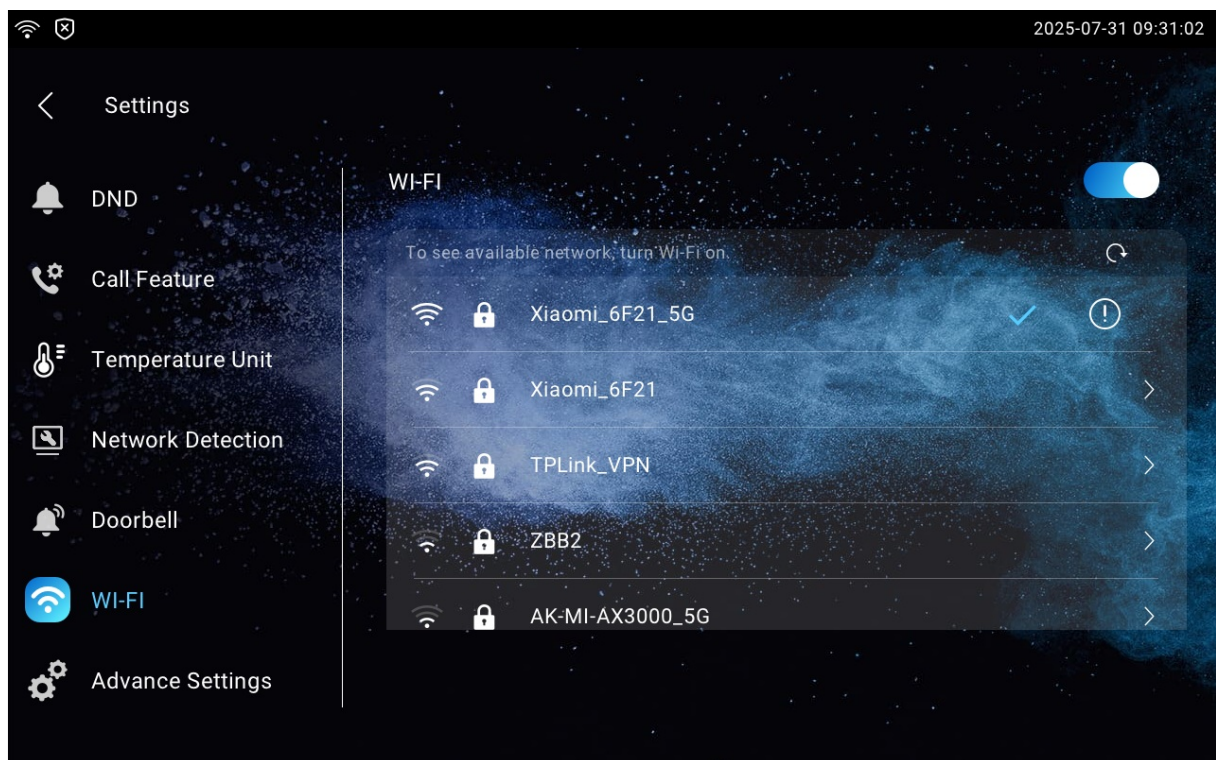 2025-07-31 09:31:02
Settings
DND
Call Feature
Temperature Unit
Network Detection
Doorbell
WI-FI
Advance Settings
WI-FI
To see available network, turn Wi-Fi on.
Xiaomi_6F21_5G
Xiaomi_6F21
TPLink_VPN
ZBB2
AK-MI-AX3000_5G